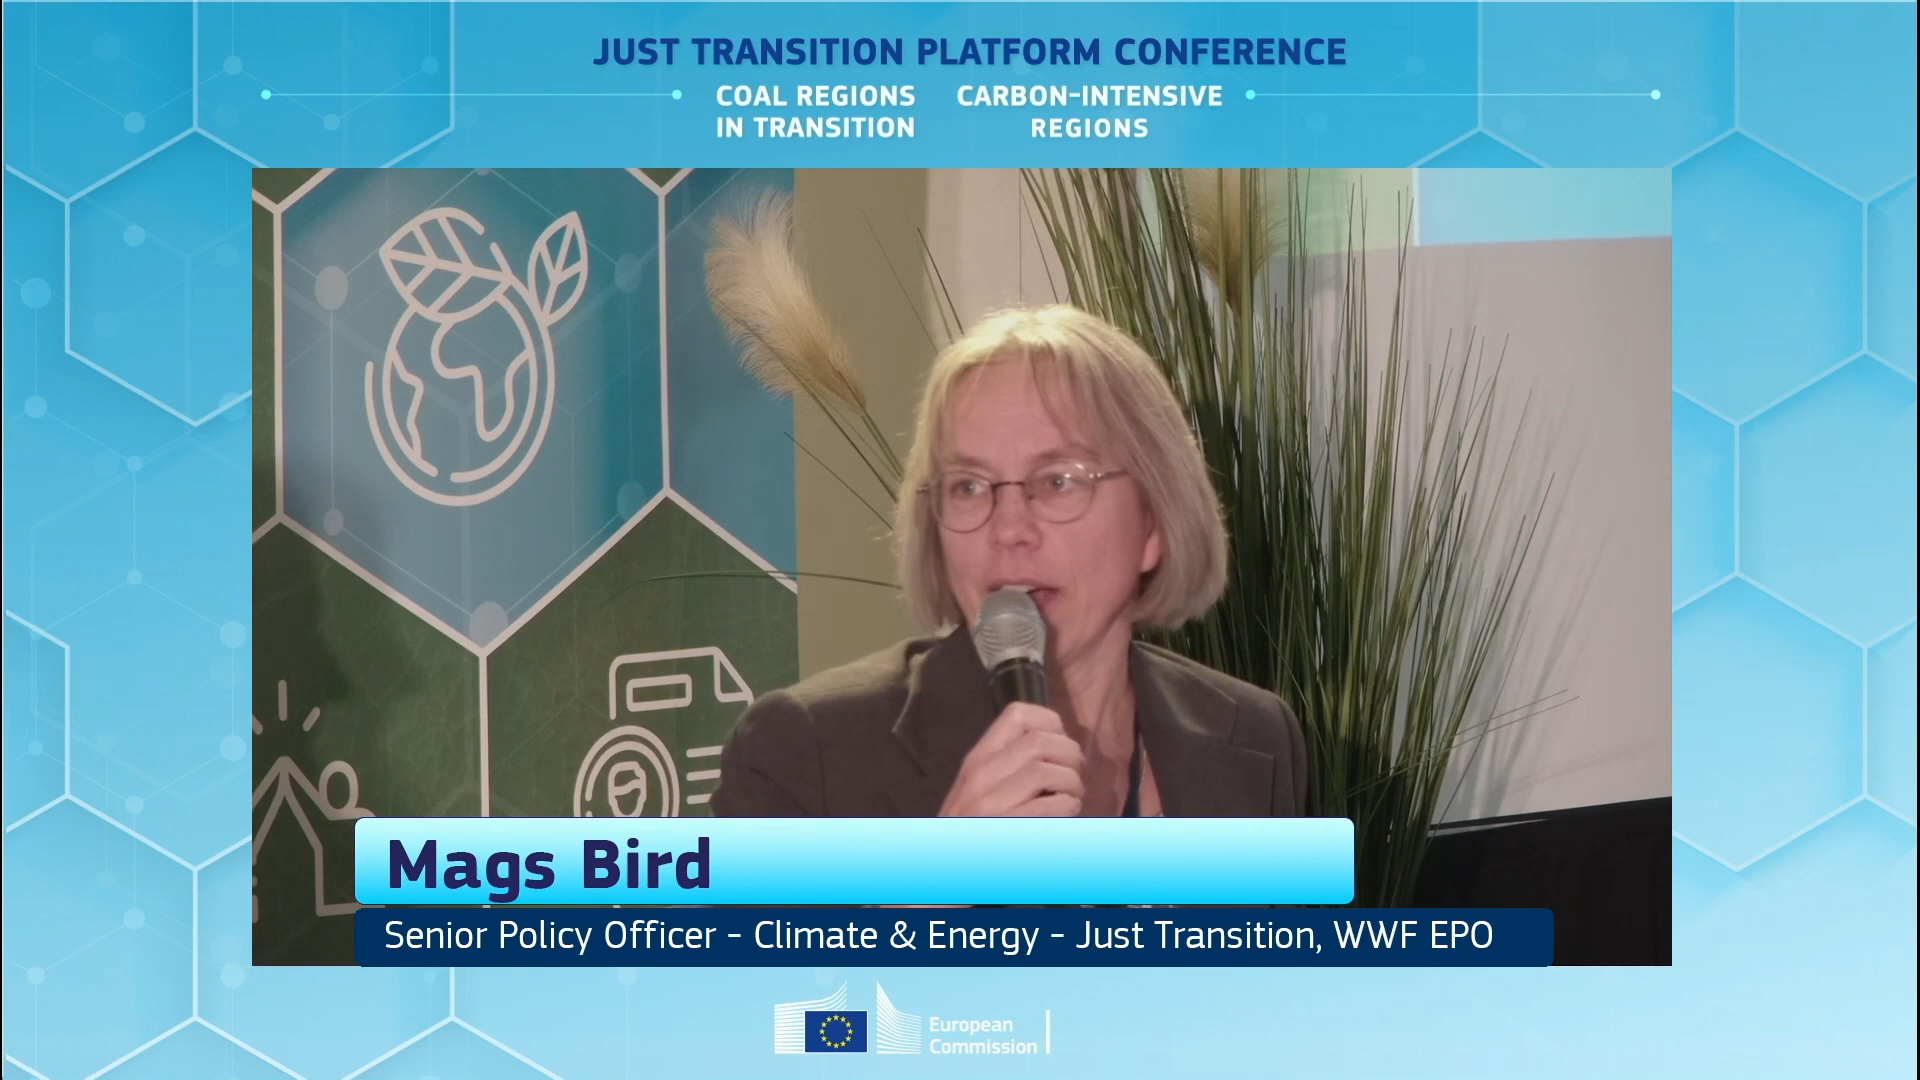 JUST TRANSITION PLATFORM CONFERENCE
COAL REGIONS
IN TRANSITION
CARBON-INTENSIVE
REGIONS
Mags Bird
Senior Policy Officer - Climate & Energy - Just Transition, WWF EPO
European
Commission